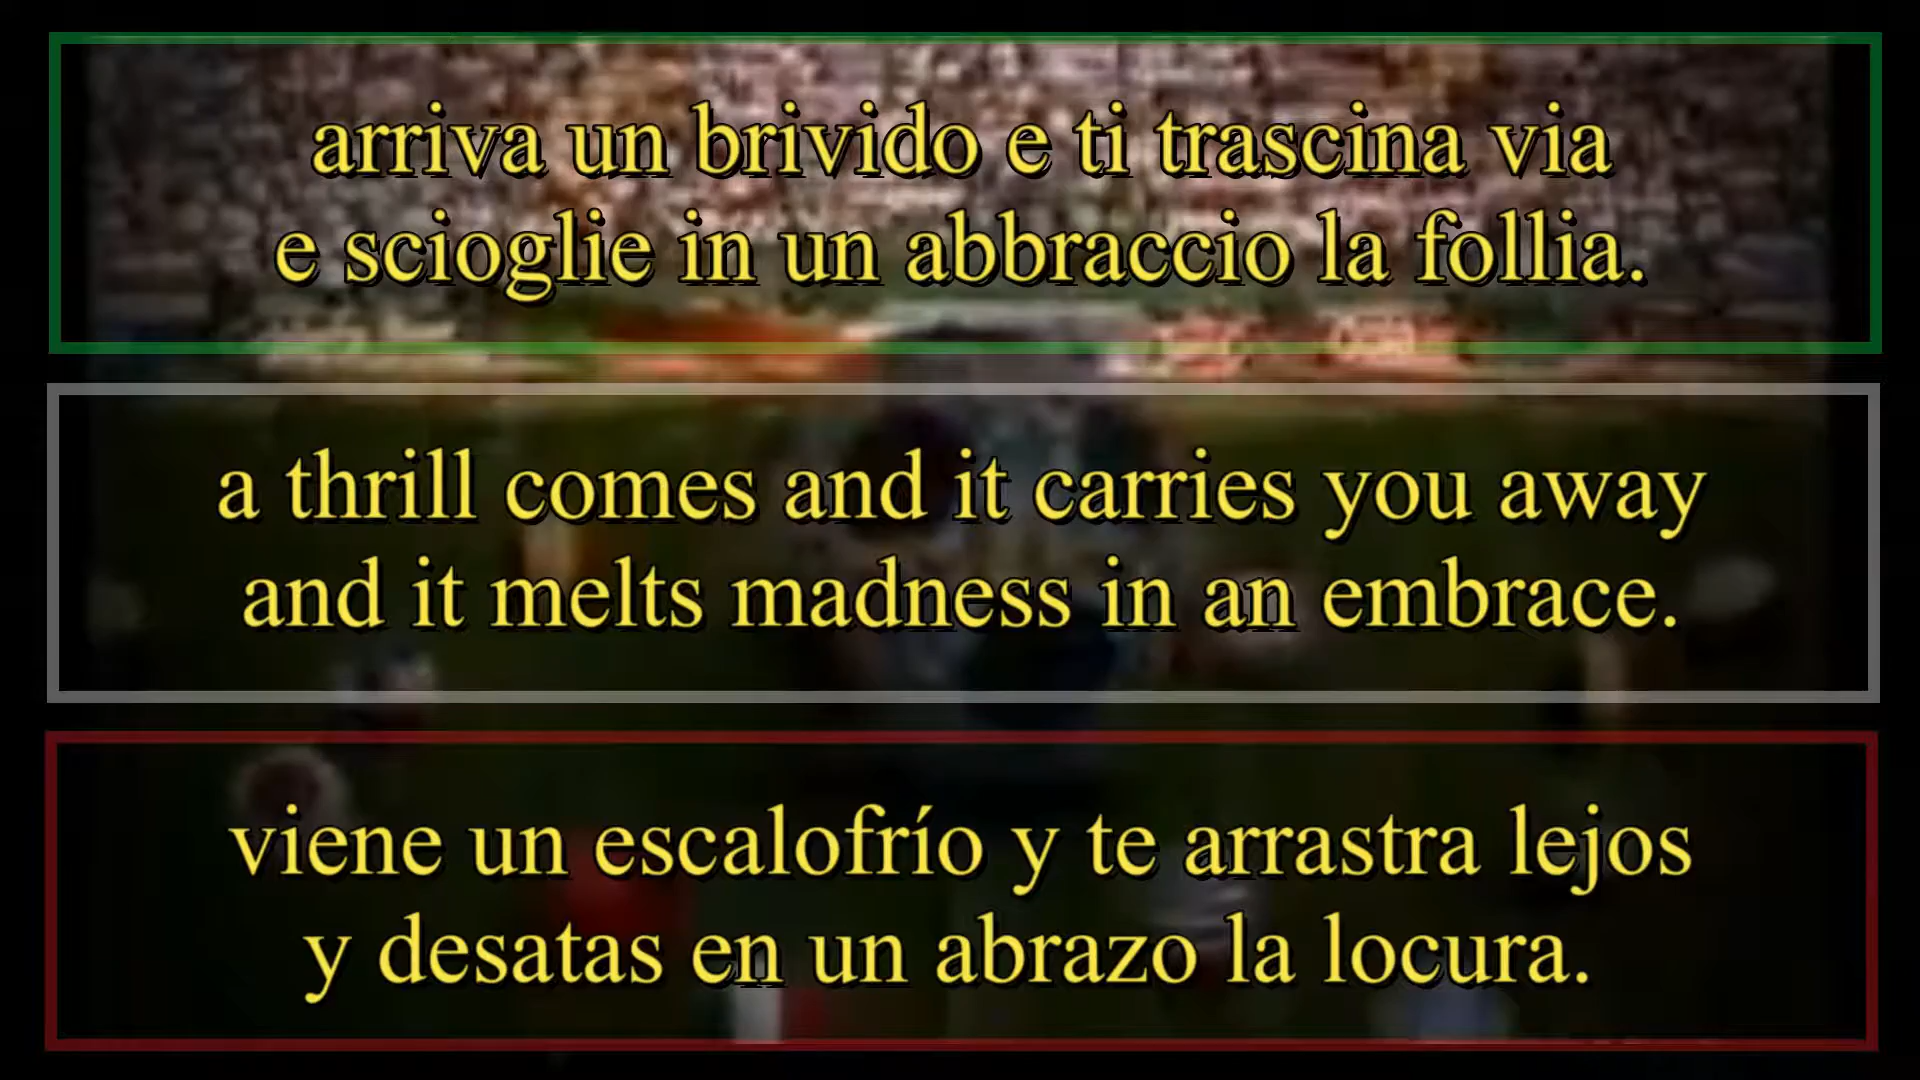 arriva un brivido e ti trascina via
e scioglie in un abbraccio la follia.
a thrill comes and it carries you away
and it melts madness in an embrace.
viene un escalofrío y te arrastra lejos
y desatas en un abrazo la locura.